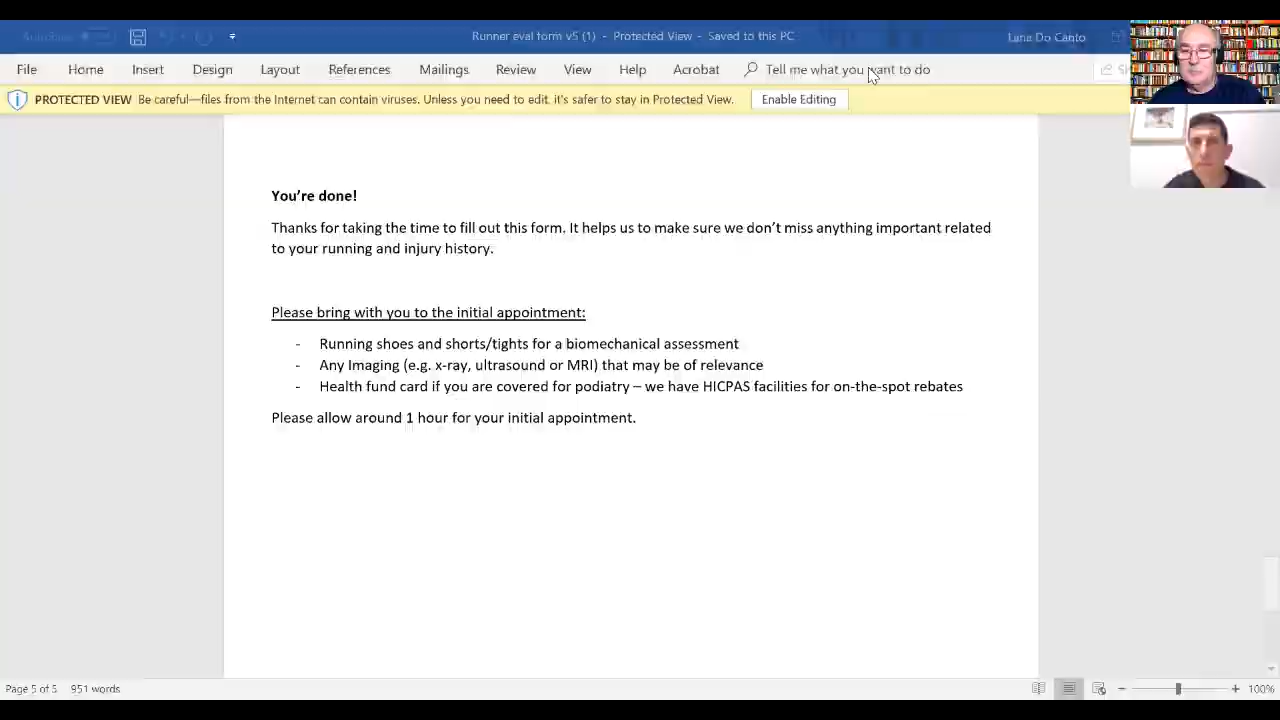 Runner eval form v5 (1) - Protected View - Saved to this PC
Lana Do Canto
File Home Insert Design Layout References Mailings Review View Help Acrobat Tell me what you want to do
PROTECTED VIEW Be careful—files from the Internet can contain viruses. Unless you need to edit, it's safer to stay in Protected View. Enable Editing
You're done!
Thanks for taking the time to fill out this form. It helps us to make sure we don't miss anything important related
to your running and injury history.
Please bring with you to the initial appointment:
- Running shoes and shorts/tights for a biomechanical assessment
- Any Imaging (e.g. x-ray, ultrasound or MRI) that may be of relevance
- Health fund card if you are covered for podiatry – we have HICPAS facilities for on-the-spot rebates
Please allow around 1 hour for your initial appointment.
Page 5 of 5 951 words
100%